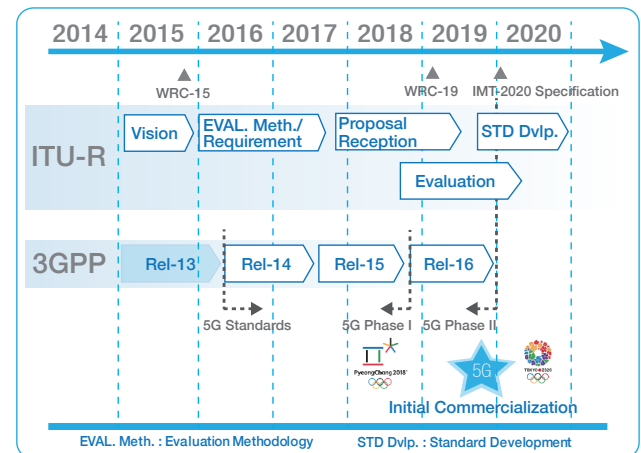 2014 2015 2016 2017 2018 2019 2020
WRC-15 WRC-19 IMT-2020 Specification
ITU-R
Vision
EVAL. Meth./
Requirement
Proposal
Reception
STD Dvlp.
Evaluation
3GPP
Rel-13 Rel-14 Rel-15 Rel-16
5G Standards 5G Phase I 5G Phase II
PyeongChang 2018
5G
TOKYO 2020
Initial Commercialization
EVAL. Meth. : Evaluation Methodology STD Dvlp. : Standard Development